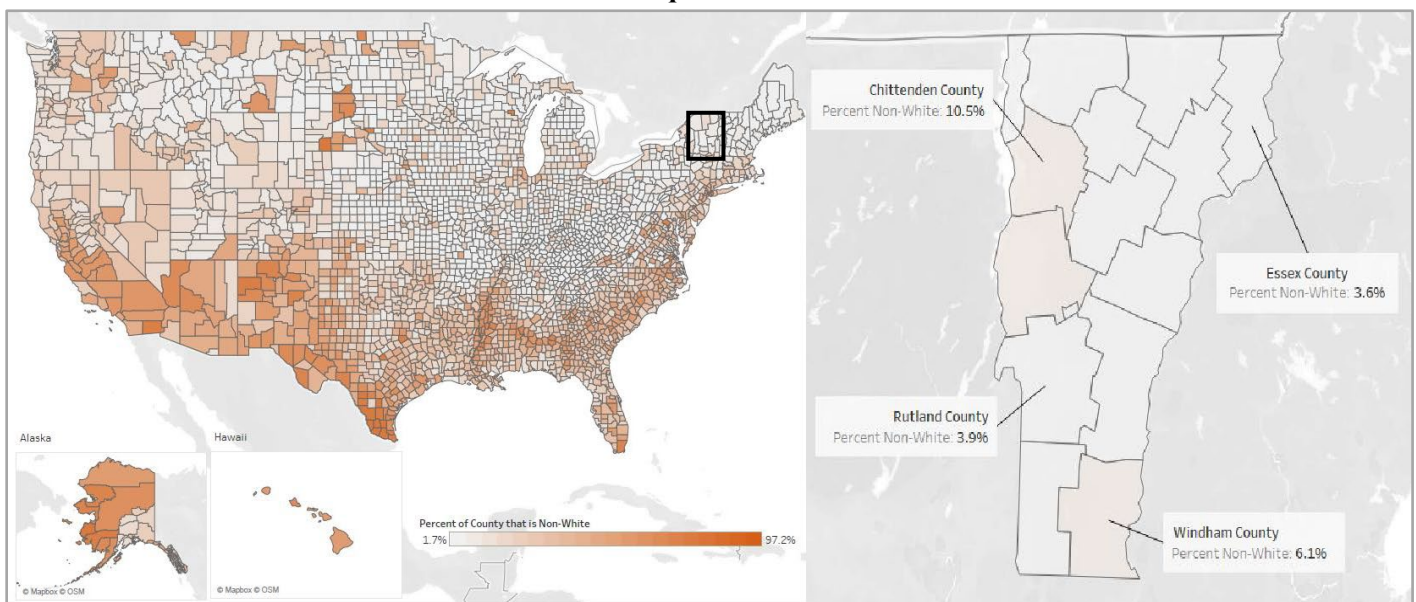 Chittenden County
Percent Non-White: 10.5%
Essex County
Percent Non-White: 3.6%
Rutland County
Percent Non-White: 3.9%
Windham County
Percent Non-White: 6.1%
Alaska
Hawaii
Percent of County that is Non-White
1.7%
97.2%
© Mapbox © OSM
© Mapbox © OSM
© Mapbox © OSM